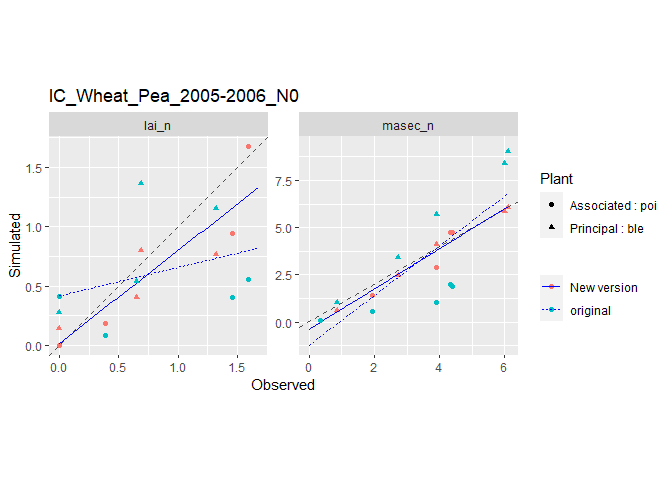 IC_Wheat_Pea_2005-2006_N0
lai_n
masec_n
Simulated
1.5
1.0
0.5
0.0
7.5
5.0
2.5
0.0
0.0
0.5
1.0
1.5
0
2
4
6
Observed
Plant
Associated : poi
Principal : ble
New version
original